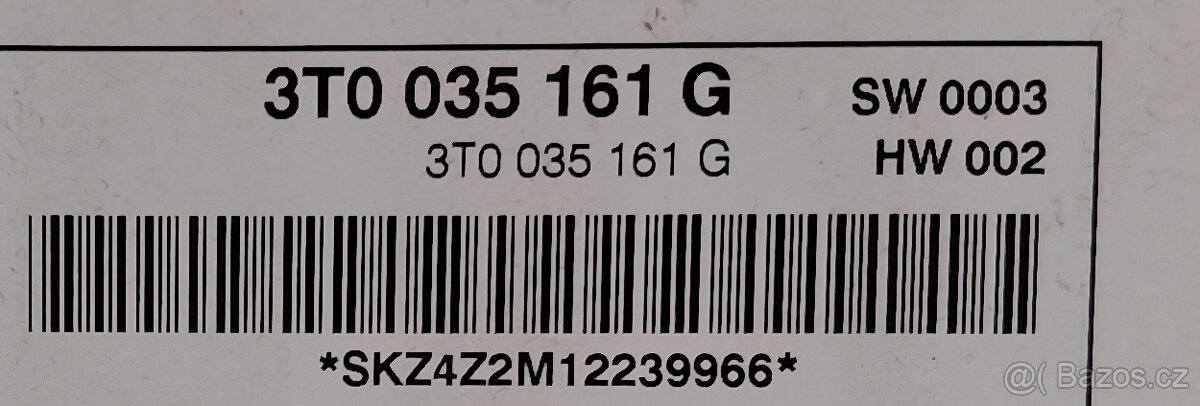 3T0 035 161 G SW 0003
3T0 035 161 G HW 002
*SKZ4Z2M12239966*
@( Bazos.cz